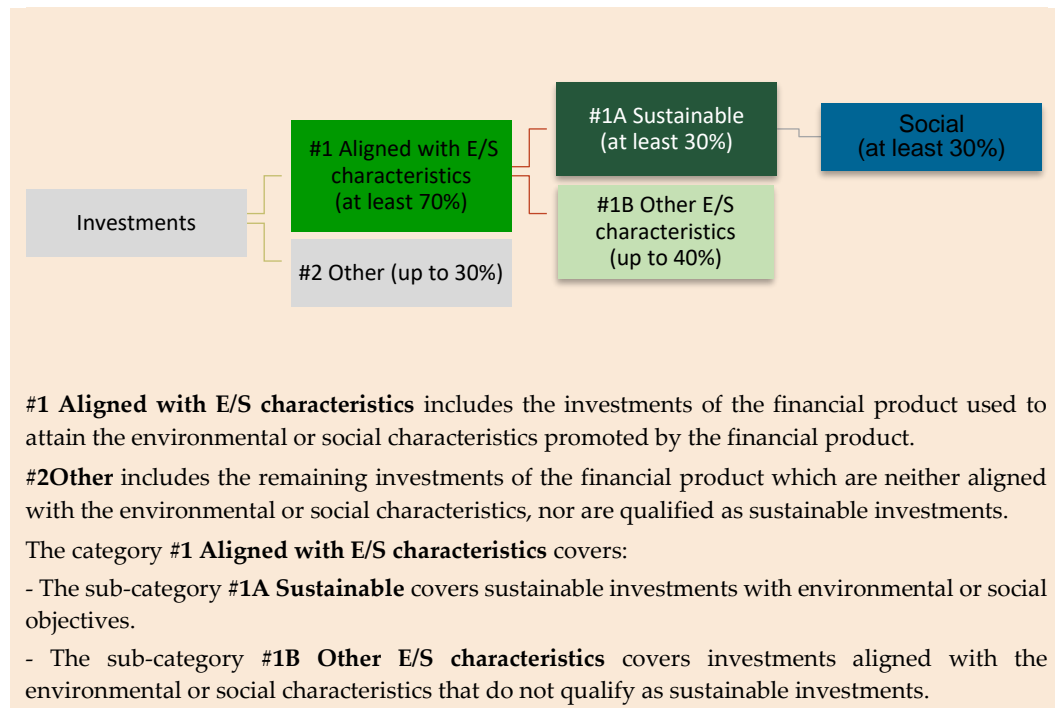 #1A Sustainable
(at least 30%)
Social
(at least 30%)
#1 Aligned with E/S
characteristics
(at least 70%)
Investments
#1B Other E/S
characteristics
(up to 40%)
#2 Other (up to 30%)
#1 Aligned with E/S characteristics includes the investments of the financial product used to
attain the environmental or social characteristics promoted by the financial product.
#2Other includes the remaining investments of the financial product which are neither aligned
with the environmental or social characteristics, nor are qualified as sustainable investments.
The category #1 Aligned with E/S characteristics covers:
- The sub-category #1A Sustainable covers sustainable investments with environmental or social
objectives.
- The sub-category #1B Other E/S characteristics covers investments aligned with the
environmental or social characteristics that do not qualify as sustainable investments.